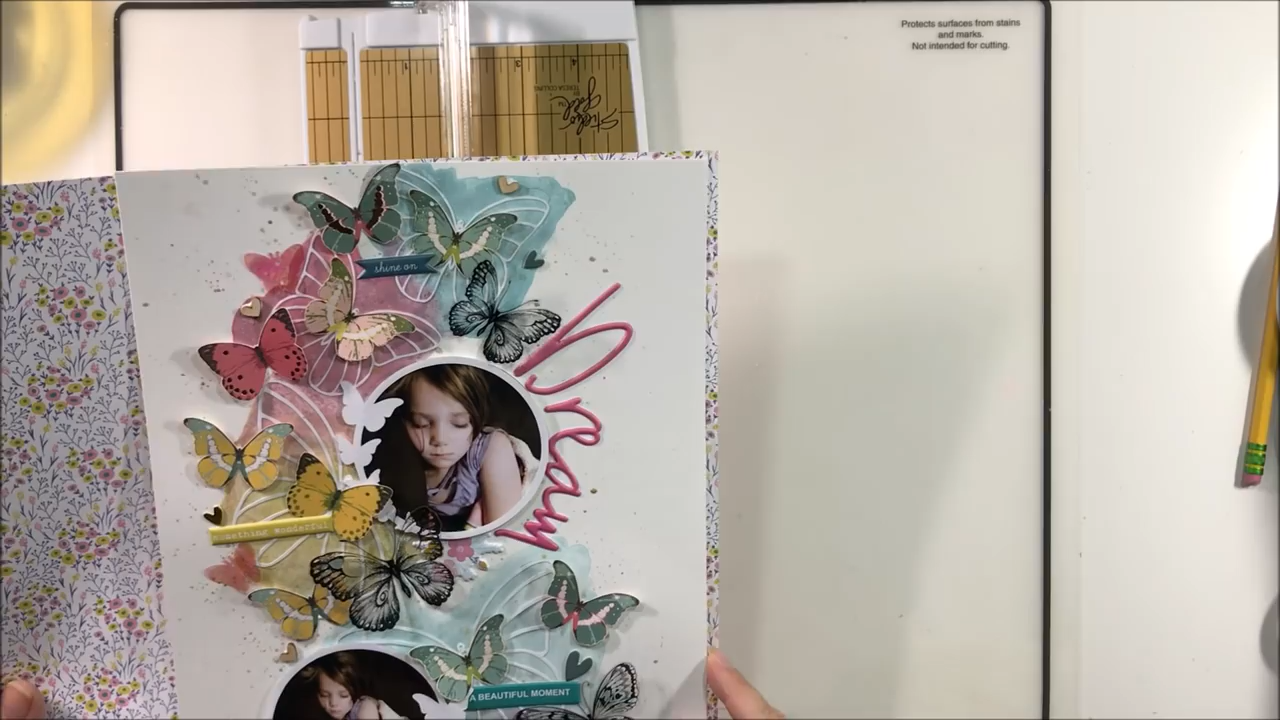 Protects surfaces from stains
and marks.
Not intended for cutting.
shine on
Dream
something wonderful
A BEAUTIFUL MOMENT